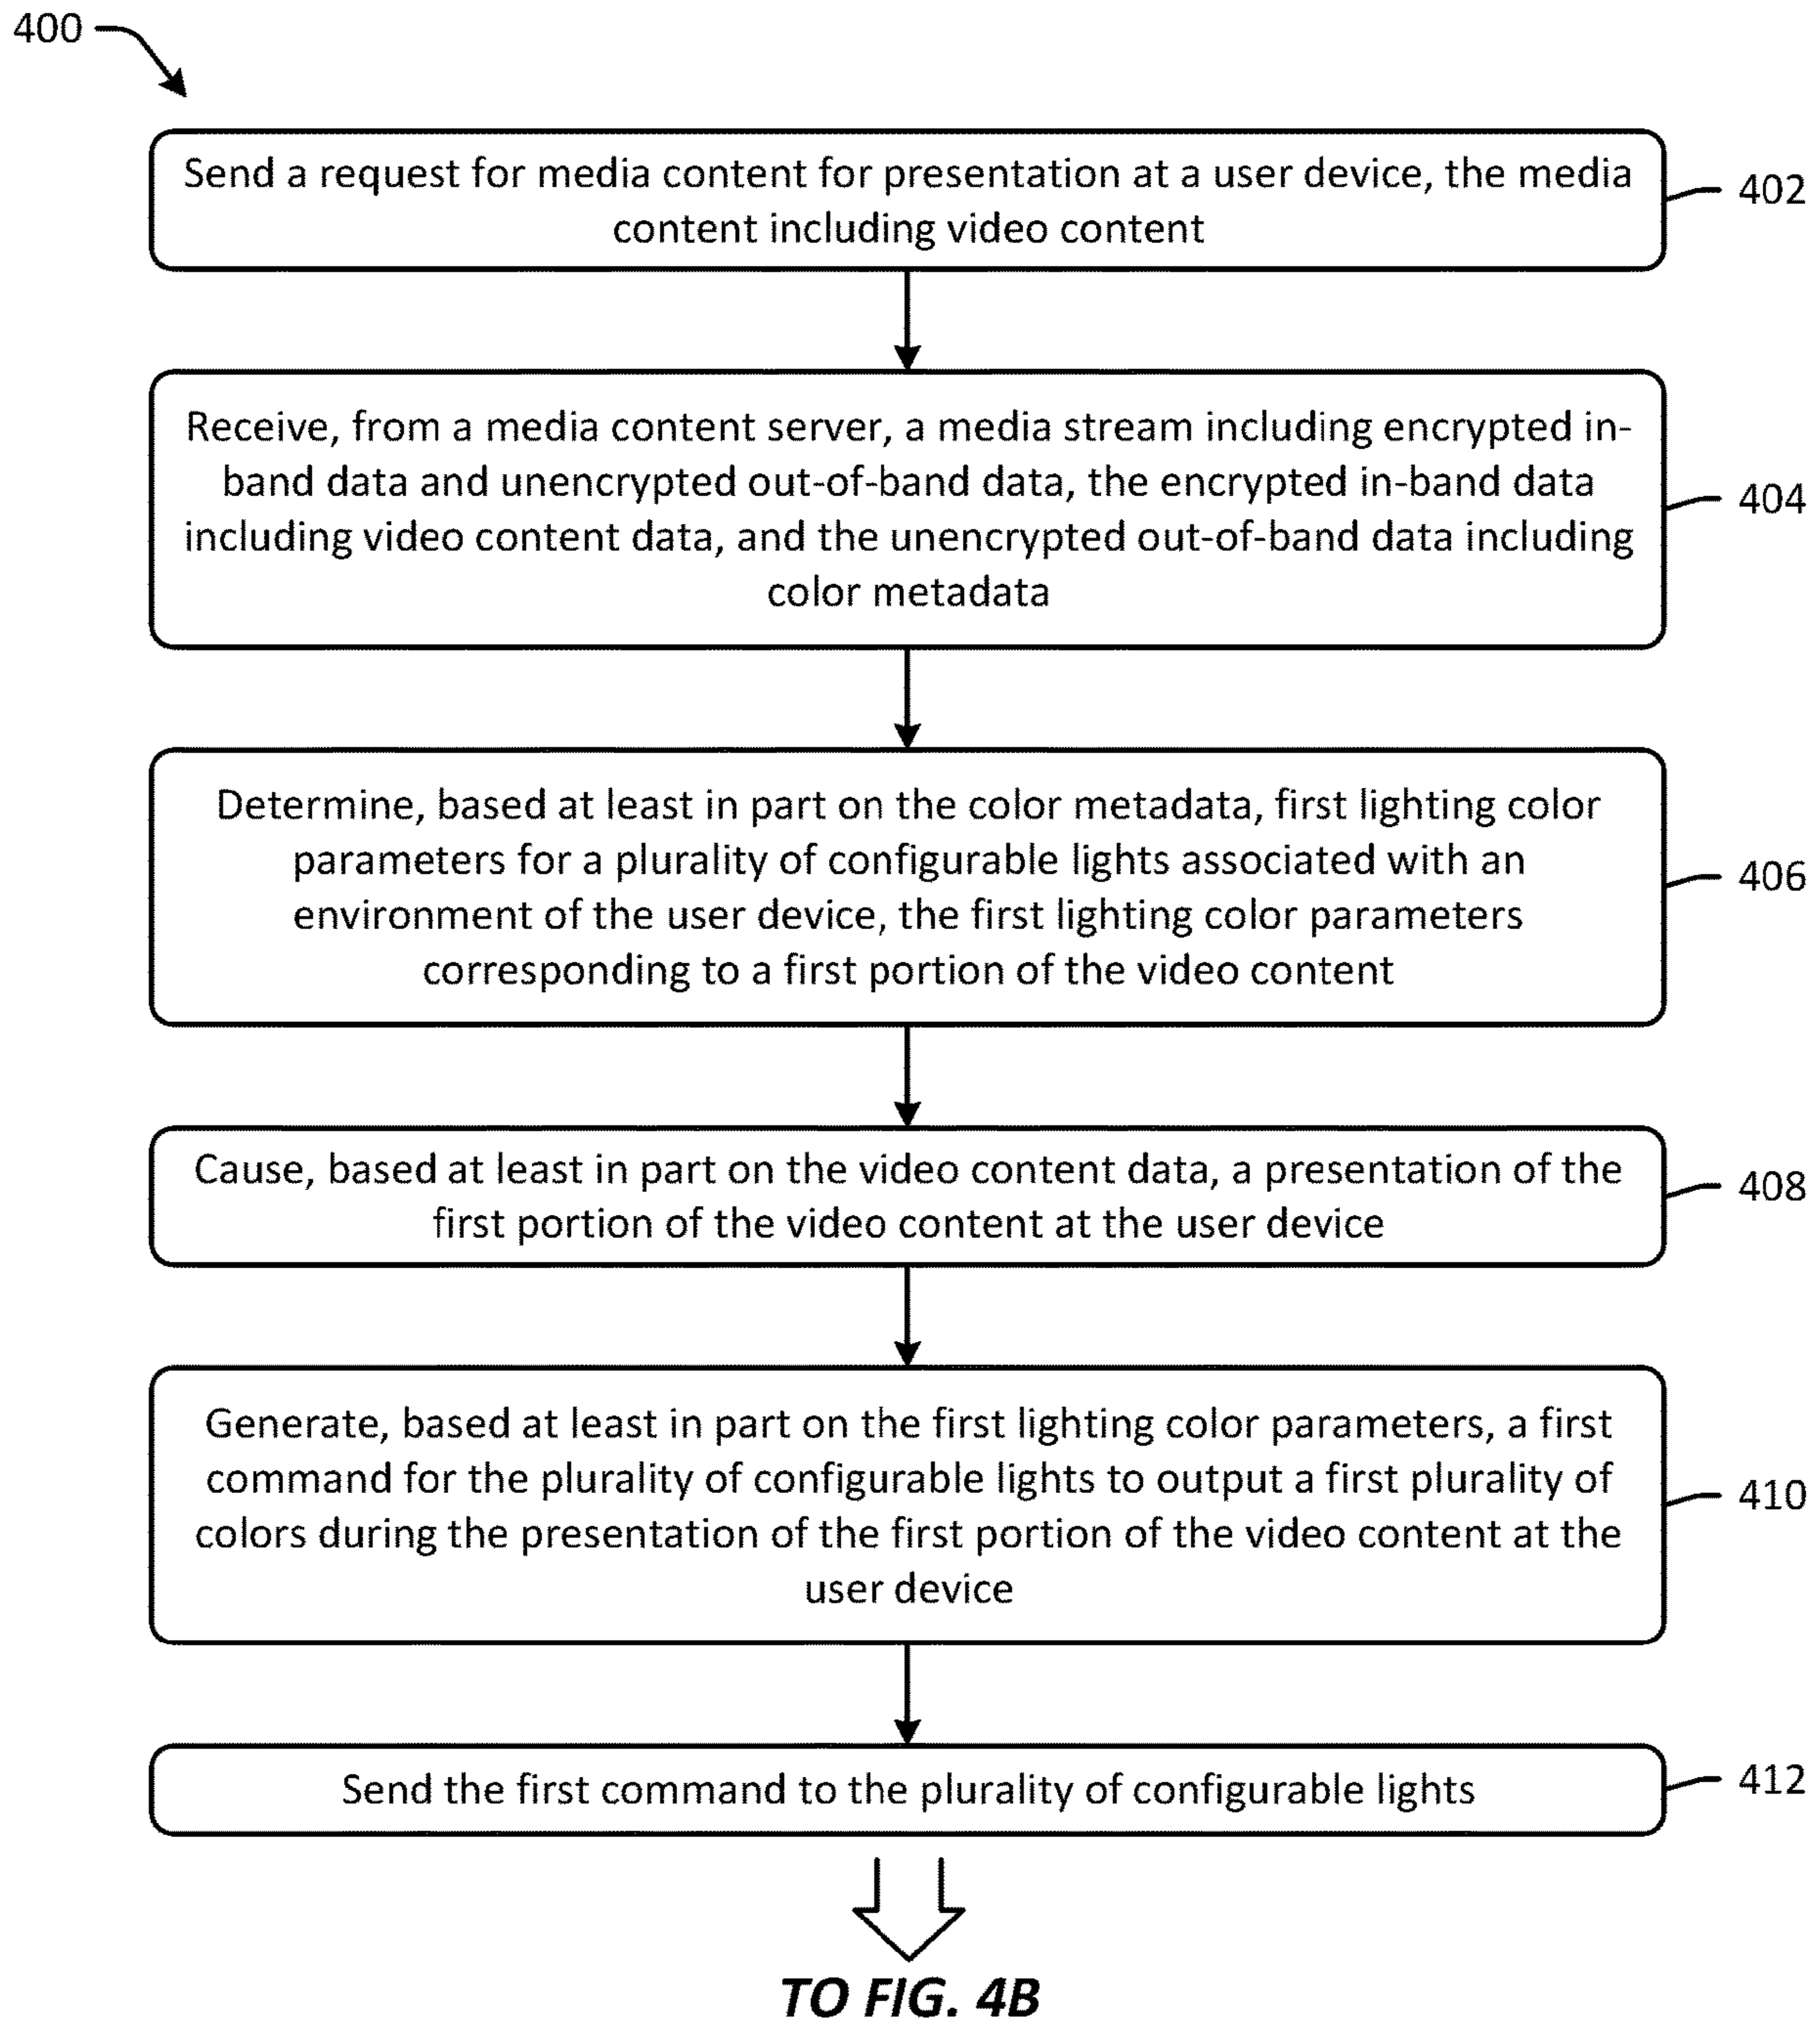 400
Send a request for media content for presentation at a user device, the media
content including video content
402
Receive, from a media content server, a media stream including encrypted in-
band data and unencrypted out-of-band data, the encrypted in-band data
including video content data, and the unencrypted out-of-band data including
color metadata
404
Determine, based at least in part on the color metadata, first lighting color
parameters for a plurality of configurable lights associated with an
environment of the user device, the first lighting color parameters
corresponding to a first portion of the video content
406
Cause, based at least in part on the video content data, a presentation of the
first portion of the video content at the user device
408
Generate, based at least in part on the first lighting color parameters, a first
command for the plurality of configurable lights to output a first plurality of
colors during the presentation of the first portion of the video content at the
user device
410
Send the first command to the plurality of configurable lights
412
TO FIG. 4B